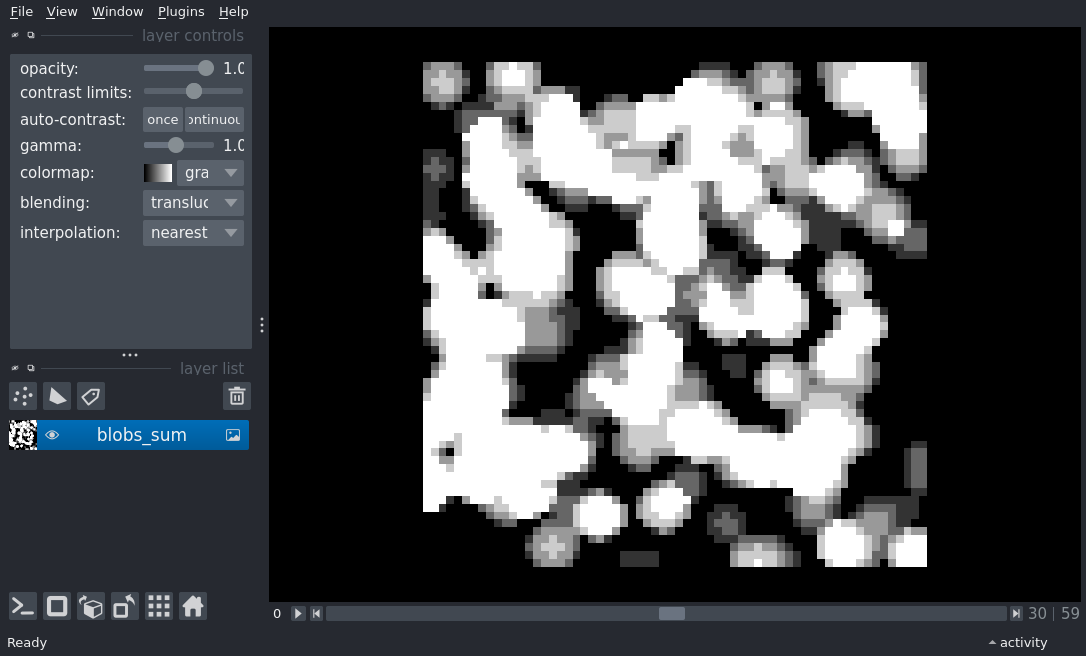 File View Window Plugins Help
layer controls
opacity: 1.0
contrast limits:
auto-contrast: once ontinuou
gamma: 1.0
colormap: gra
blending: transluc
interpolation: nearest
layer list
blobs_sum
0 30 59
Ready activity